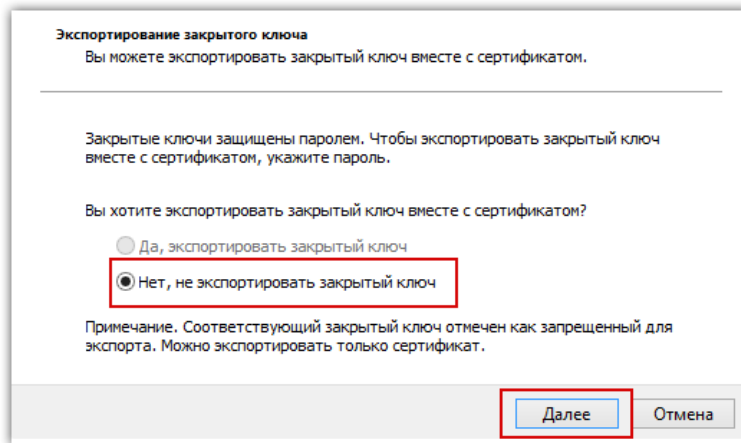 Экспортирование закрытого ключа
Вы можете экспортировать закрытый ключ вместе с сертификатом.
Закрытые ключи защищены паролем. Чтобы экспортировать закрытый ключ
вместе с сертификатом, укажите пароль.
Вы хотите экспортировать закрытый ключ вместе с сертификатом?
Да, экспортировать закрытый ключ
Нет, не экспортировать закрытый ключ
Примечание. Соответствующий закрытый ключ отмечен как запрещенный для
экспорта. Можно экспортировать только сертификат.
Далее Отмена